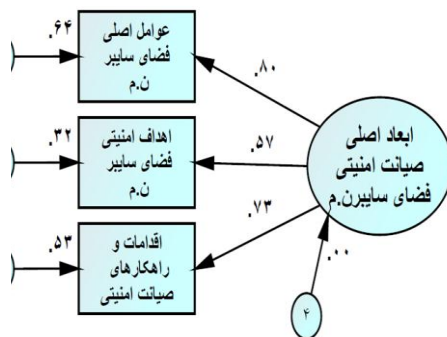 .۶۴
عوامل اصلی
فضای سایبر
ن.م
.۸۰
ابعاد اصلی
صیانت امنیتی
فضای سایبرن.م
.۳۲
اهداف امنیتی
فضای سایبر
ن.م
.۵۷
.۵۳
اقدامات و
راهکارهای
صیانت امنیتی
.۷۳
.۰۰
۴